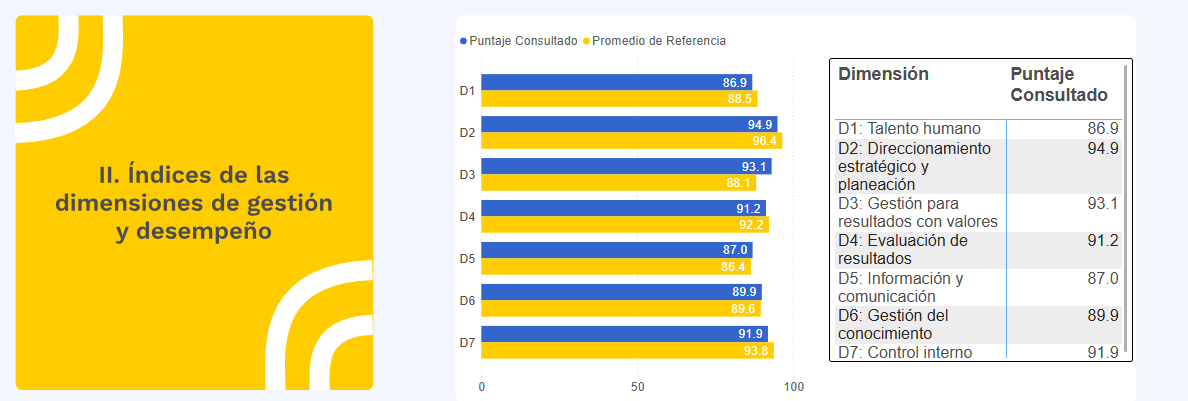 II. Índices de las
dimensiones de gestión
y desempeño
Puntaje Consultado Promedio de Referencia
D1 86.9
88.5
D2 94.9
96.4
D3 93.1
88.1
D4 91.2
92.2
D5 87.0
86.4
D6 89.9
89.6
D7 91.9
93.8
0 50 100
Dimensión Puntaje
Consultado
D1: Talento humano 86.9
D2: Direccionamiento 94.9
estratégico y
planeación
D3: Gestión para 93.1
resultados con valores
D4: Evaluación de 91.2
resultados
D5: Información y 87.0
comunicación
D6: Gestión del 89.9
conocimiento
D7: Control interno 91.9